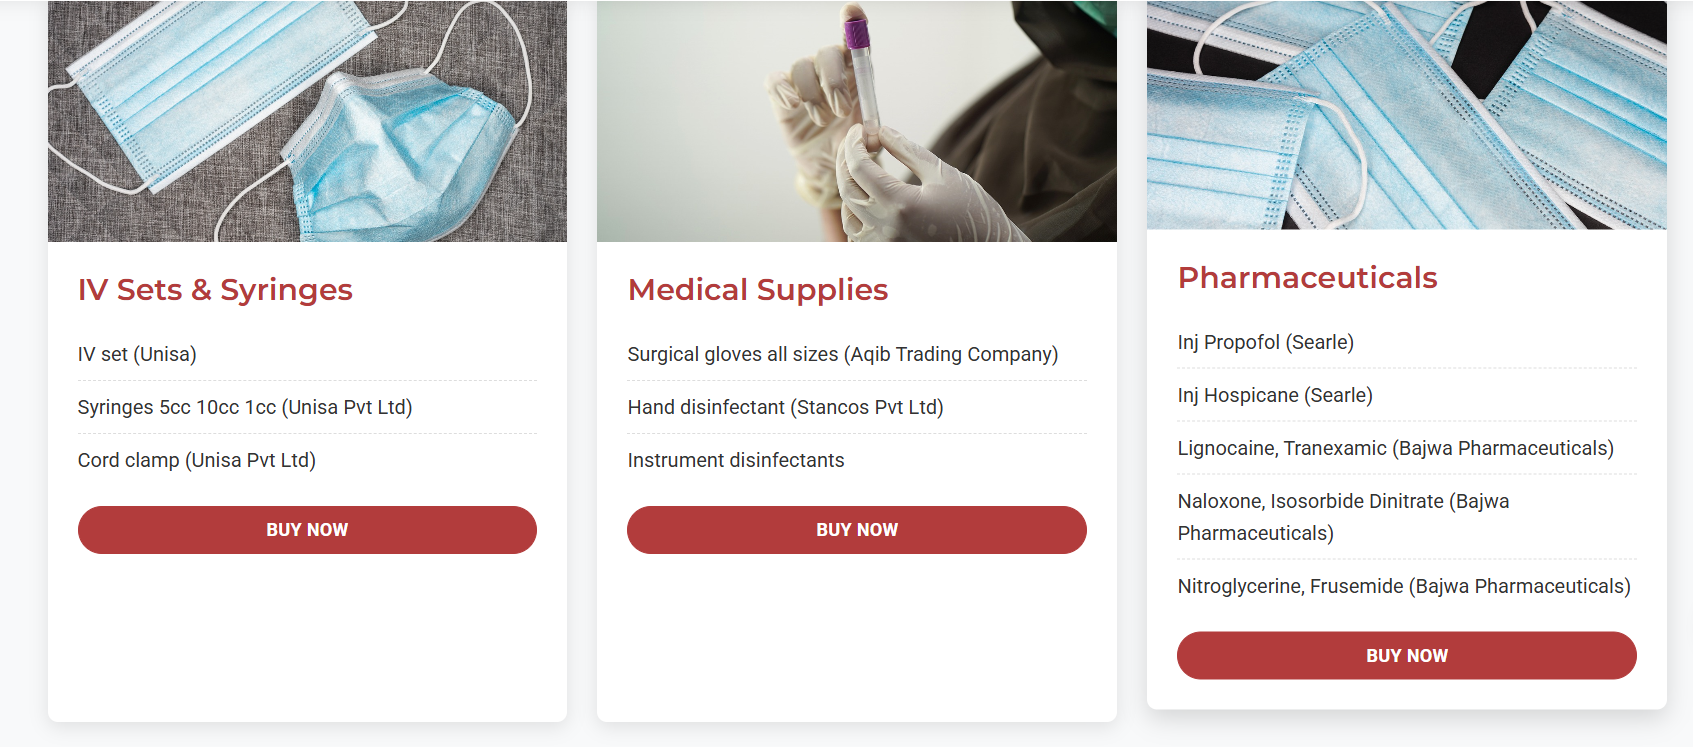 IV Sets & Syringes
IV set (Unisa)
Syringes 5cc 10cc 1cc (Unisa Pvt Ltd)
Cord clamp (Unisa Pvt Ltd)
BUY NOW
Medical Supplies
Surgical gloves all sizes (Aqib Trading Company)
Hand disinfectant (Stancos Pvt Ltd)
Instrument disinfectants
BUY NOW
Pharmaceuticals
Inj Propofol (Searle)
Inj Hospicane (Searle)
Lignocaine, Tranexamic (Bajwa Pharmaceuticals)
Naloxone, Isosorbide Dinitrate (Bajwa
Pharmaceuticals)
Nitroglycerine, Frusemide (Bajwa Pharmaceuticals)
BUY NOW